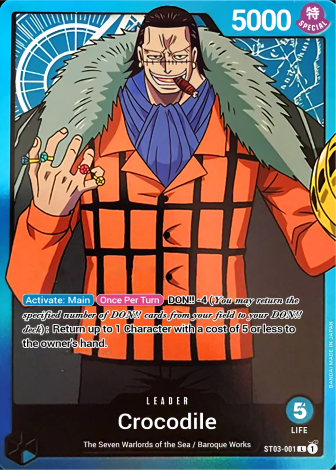 5000
特
SPECIAL
Activate: Main Once Per Turn DON!! -4 (You may return the
specified number of DON!! cards from your field to your DON!!
deck): Return up to 1 Character with a cost of 5 or less to
the owner's hand.
BANDAI MADE IN JAPAN
LEADER
Crocodile
The Seven Warlords of the Sea / Baroque Works
5
LIFE
ST03-001 L 1